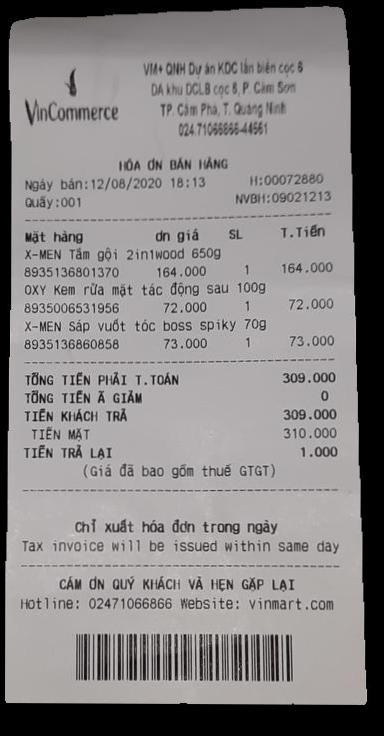 VinCommerce
VM+ QNH Dự án KDC lấn biển cọc 6
DA khu DCLB cọc 6, P. Cẩm Sơn
TP. Cẩm Phả, T. Quảng Ninh
024.71066866-44561
HÓA ƠN BÁN HÀNG
Ngày bán:12/08/2020 18:13 H:00072880
Quầy:001 NVBH:09021213
Mặt hàng ơn giá SL T.Tiền
X-MEN Tắm gội 2in1wood 650g
8935136801370 164.000 1 164.000
OXY Kem rửa mặt tác động sau 100g
8935006531956 72.000 1 72.000
X-MEN Sáp vuốt tóc boss spiky 70g
8935136860858 73.000 1 73.000
TỔNG TIỀN PHẢI T.TOÁN 309.000
TỔNG TIỀN Ã GIẢM 0
TIỀN KHÁCH TRẢ 309.000
TIỀN MẶT 310.000
TIỀN TRẢ LẠI 1.000
(Giá đã bao gồm thuế GTGT)
Chỉ xuất hóa đơn trong ngày
Tax invoice will be issued within same day
CÁM ƠN QUÝ KHÁCH VÀ HẸN GẶP LẠI
Hotline: 02471066866 Website: vinmart.com